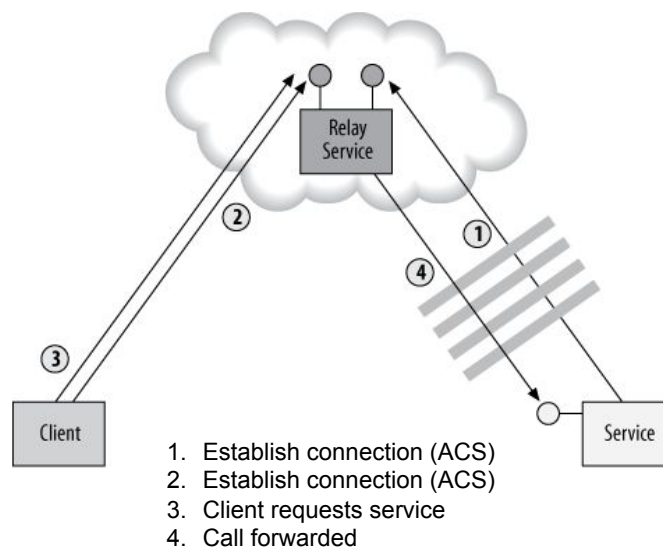 Relay
Service
2
1
4
3
Client
Service
1. Establish connection (ACS)
2. Establish connection (ACS)
3. Client requests service
4. Call forwarded